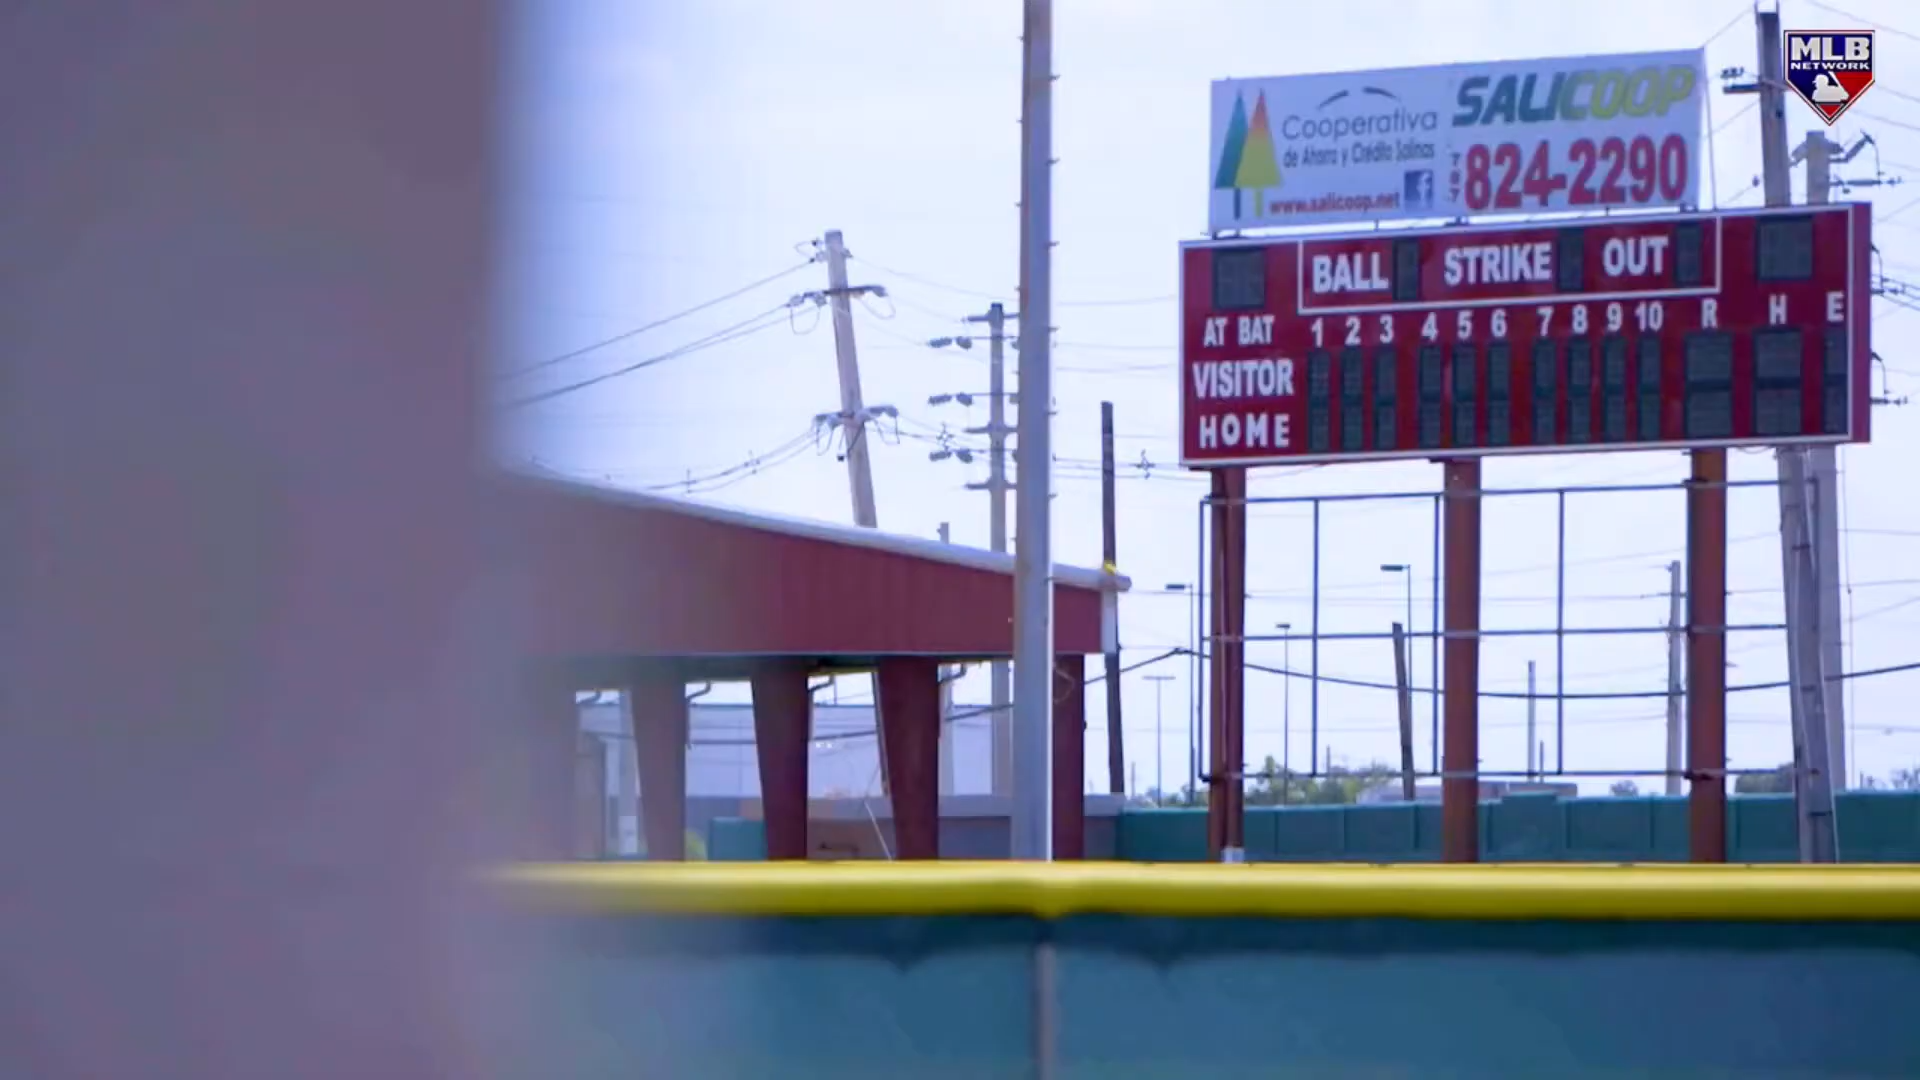 MLB
NETWORK
Cooperativa
de Ahorro y Crédito Salinas
www.salicoop.net
SALICOOP
787
824-2290
BALL STRIKE OUT
AT BAT 1 2 3 4 5 6 7 8 9 10 R H E
VISITOR
HOME